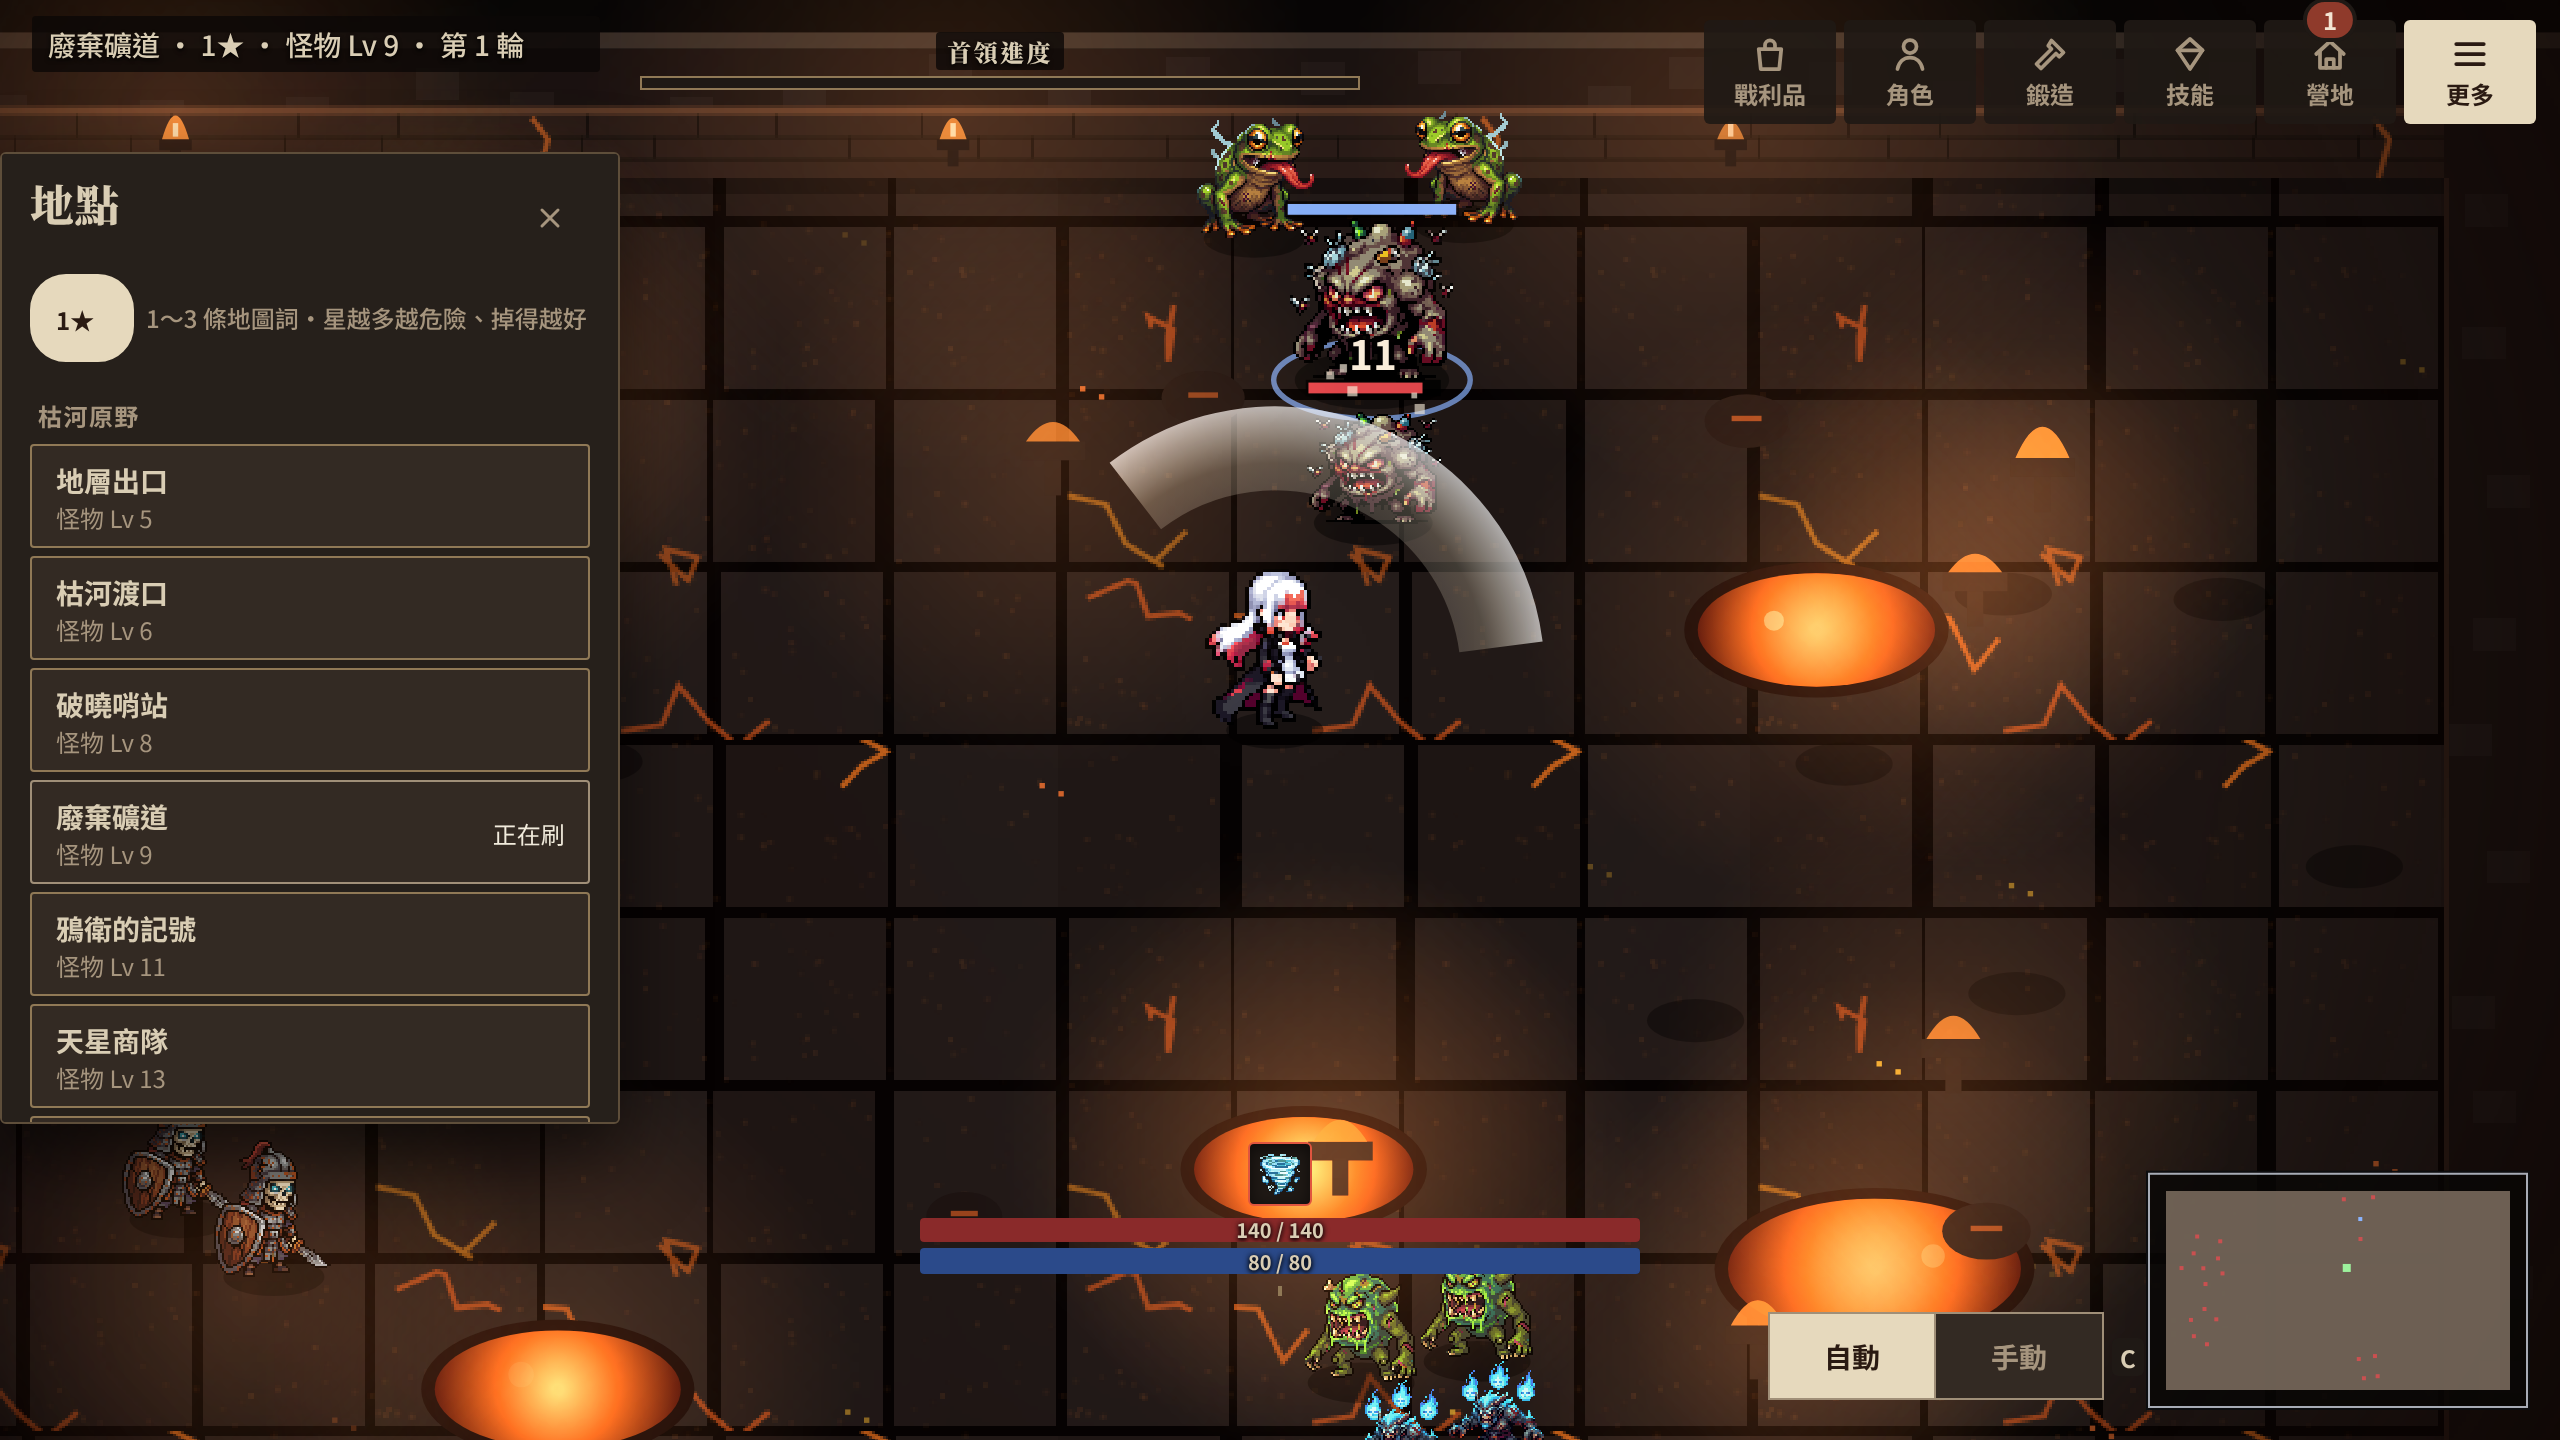 廢棄礦道 • 1★ • 怪物 Lv 9 • 第 1 輪
首領進度
1
戰利品
角色
鍛造
技能
營地
更多
地點
1★
1～3 條地圖詞・星越多越危險、掉得越好
枯河原野
地層出口
怪物 Lv 5
枯河渡口
怪物 Lv 6
破曉哨站
怪物 Lv 8
廢棄礦道
怪物 Lv 9
正在刷
鴉衛的記號
怪物 Lv 11
天星商隊
怪物 Lv 13
11
140 / 140
80 / 80
自動
手動
C